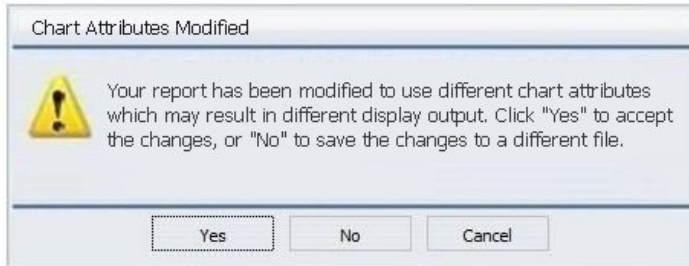 Chart Attributes Modified
Your report has been modified to use different chart attributes
which may result in different display output. Click "Yes" to accept
the changes, or "No" to save the changes to a different file.
Yes No Cancel